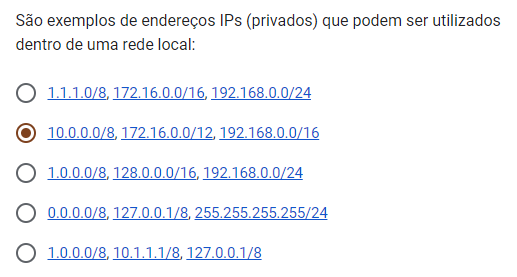 São exemplos de endereços IPs (privados) que podem ser utilizados
dentro de uma rede local:
1.1.1.0/8, 172.16.0.0/16, 192.168.0.0/24
10.0.0.0/8, 172.16.0.0/12, 192.168.0.0/16
1.0.0.0/8, 128.0.0.0/16, 192.168.0.0/24
0.0.0.0/8, 127.0.0.1/8, 255.255.255.255/24
1.0.0.0/8, 10.1.1.1/8, 127.0.0.1/8